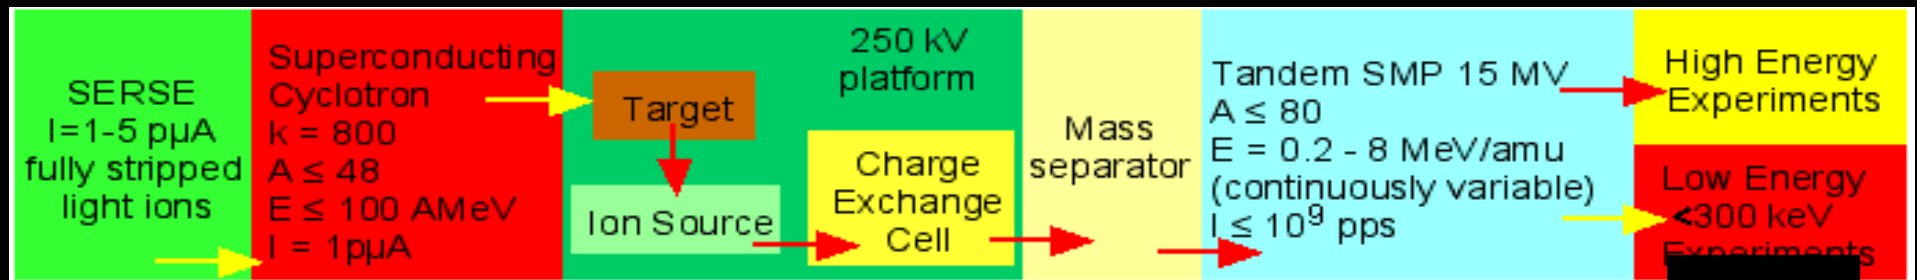 SERSE
I=1-5 pµA
fully stripped
light ions
Superconducting
Cyclotron
k = 800
A ≤ 48
E ≤ 100 AMeV
I = 1pµA
250 kV
platform
Target
Ion Source
Charge
Exchange
Cell
Mass
separator
Tandem SMP 15 MV
A ≤ 80
E = 0.2 - 8 MeV/amu
(continuously variable)
I ≤ 10⁹ pps
High Energy
Experiments
Low Energy
<300 keV
Experiments